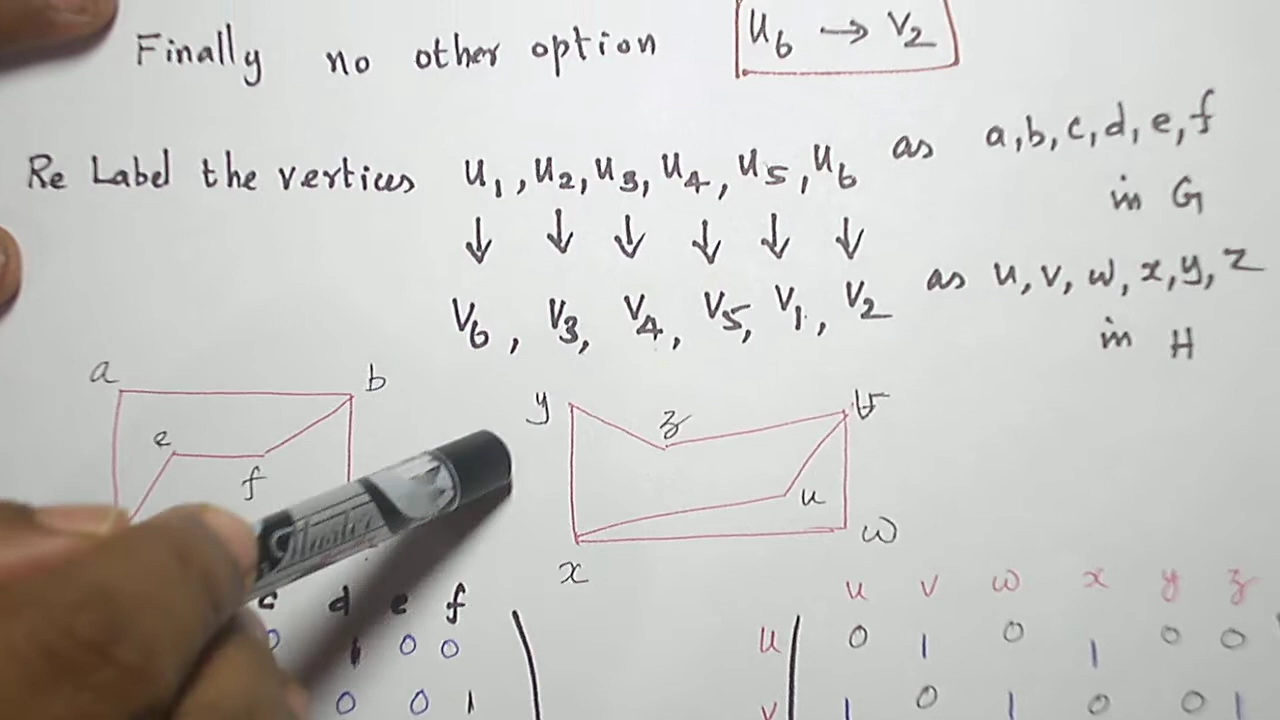 Finally no other option u6 → v2
Re Label the vertices u1, u2, u3, u4, u5, u6 as a, b, c, d, e, f
in G
↓ ↓ ↓ ↓ ↓ ↓
v6, v3, v4, v5, v1, v2 as u, v, w, x, y, z
in H
a b
e
f
y z v
u
w
x
c d e f
0 1 0 0
0 0 1
u v w x y z
u 0 1 0 1 0 0
v 1 0 1 0 0 1